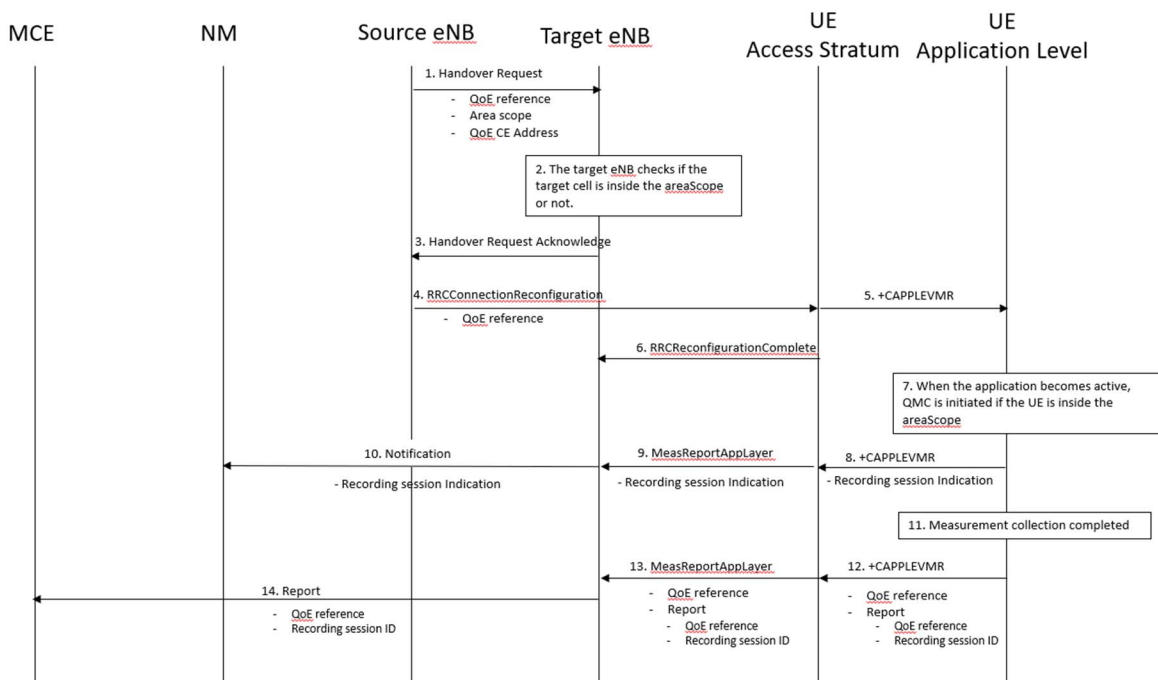 MCE
NM
Source eNB
Target eNB
UE
Access Stratum
UE
Application Level
1. Handover Request
- QoE reference
- Area scope
- QoE CE Address
2. The target eNB checks if the
target cell is inside the areaScope
or not.
3. Handover Request Acknowledge
4. RRCConnectionReconfiguration
- QoE reference
5. +CAPPLEVMR
6. RRCReconfigurationComplete
7. When the application becomes active,
QMC is initiated if the UE is inside the
areaScope
8. +CAPPLEVMR
- Recording session Indication
9. MeasReportAppLayer
- Recording session Indication
10. Notification
- Recording session Indication
11. Measurement collection completed
12. +CAPPLEVMR
- QoE reference
- Report
- QoE reference
- Recording session ID
13. MeasReportAppLayer
- QoE reference
- Report
- QoE reference
- Recording session ID
14. Report
- QoE reference
- Recording session ID